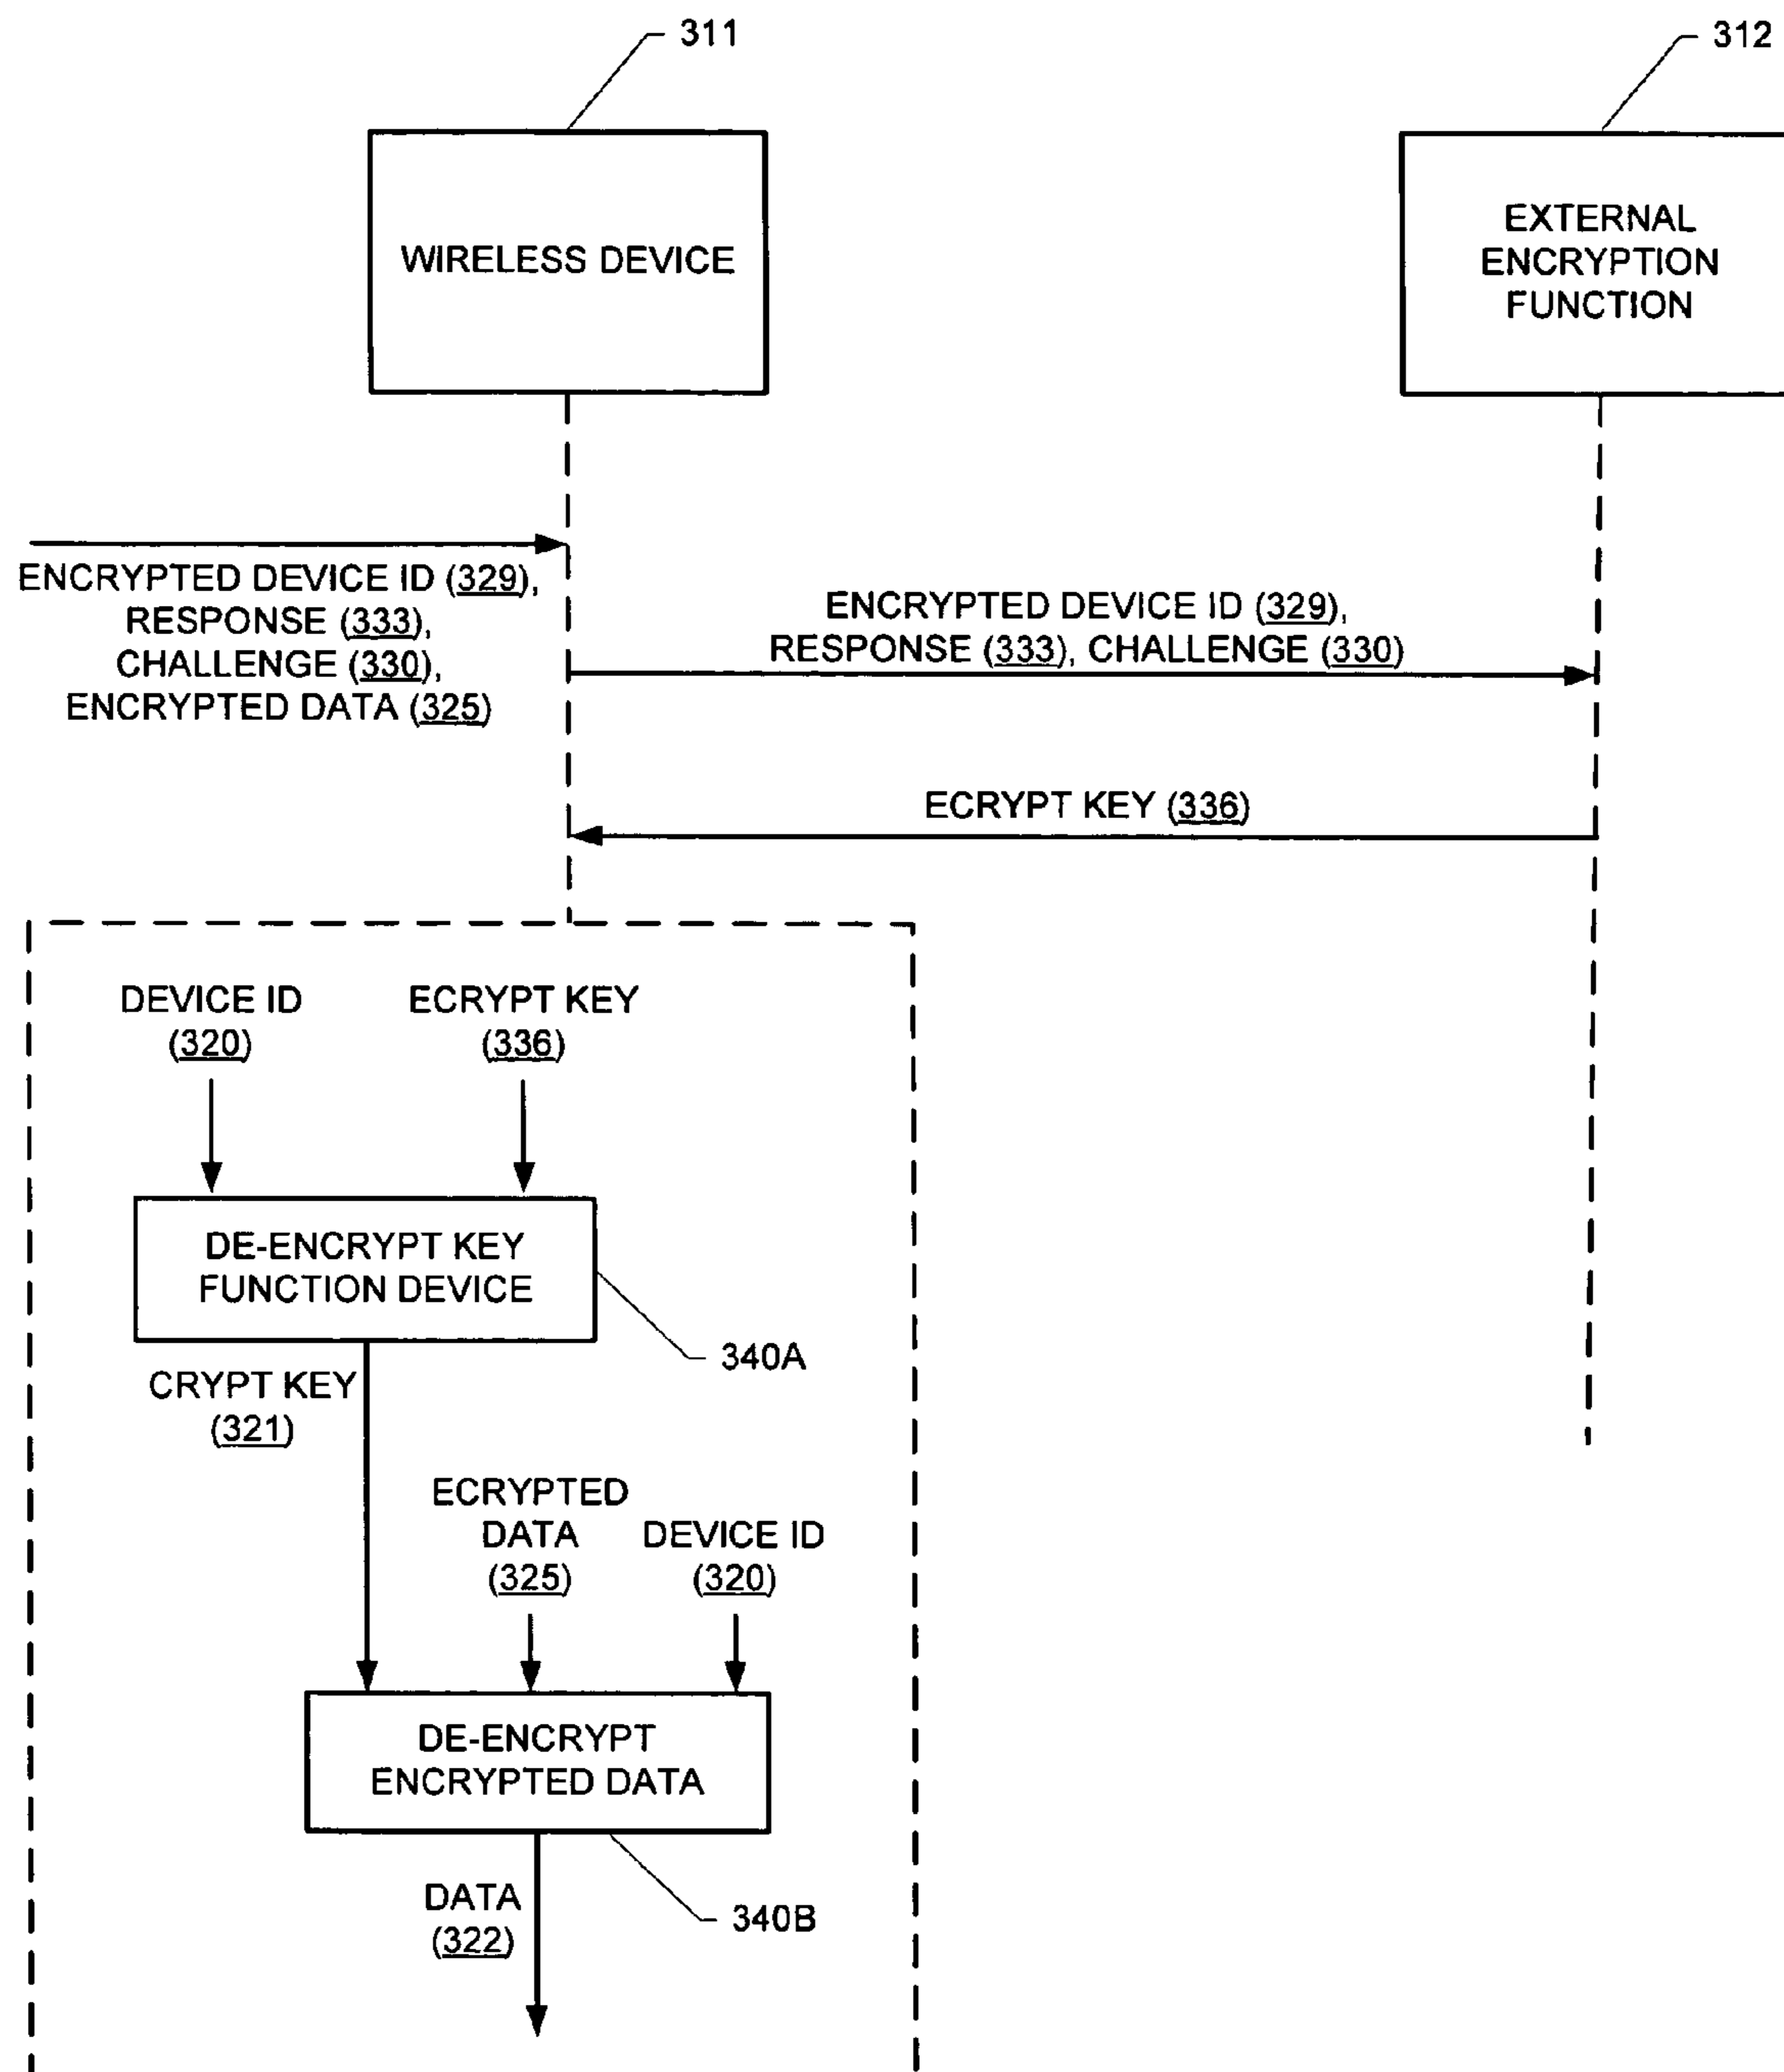 311
312
WIRELESS DEVICE
EXTERNAL
ENCRYPTION
FUNCTION
ENCRYPTED DEVICE ID (329),
RESPONSE (333),
CHALLENGE (330),
ENCRYPTED DATA (325)
ENCRYPTED DEVICE ID (329),
RESPONSE (333), CHALLENGE (330)
ECRYPT KEY (336)
DEVICE ID
(320)
ECRYPT KEY
(336)
DE-ENCRYPT KEY
FUNCTION DEVICE
340A
CRYPT KEY
(321)
ECRYPTED
DATA
(325)
DEVICE ID
(320)
DE-ENCRYPT
ENCRYPTED DATA
340B
DATA
(322)